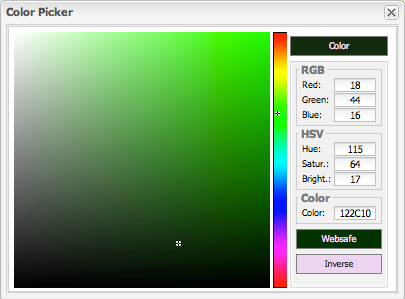 Color Picker
Color
RGB
Red: 18
Green: 44
Blue: 16
HSV
Hue: 115
Satur.: 64
Bright.: 17
Color
Color: 122C10
Websafe
Inverse